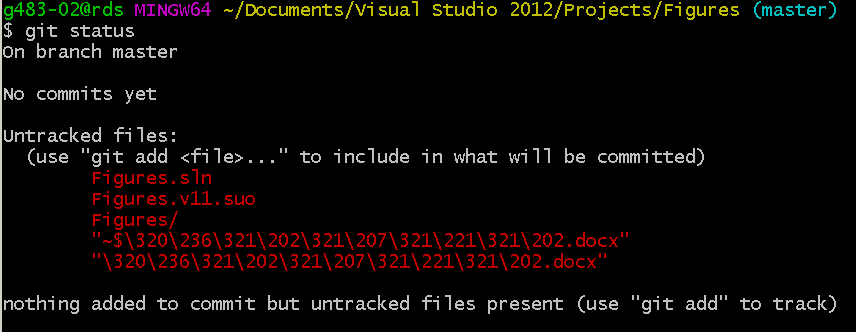 g483-02@rds MINGW64 ~/Documents/Visual Studio 2012/Projects/Figures (master)
$ git status
On branch master
No commits yet
Untracked files:
(use "git add <file>..." to include in what will be committed)
Figures.sln
Figures.v11.suo
Figures/
"~$\320\236\321\202\321\207\321\221\321\202.docx"
"\320\236\321\202\321\207\321\221\321\202.docx"
nothing added to commit but untracked files present (use "git add" to track)